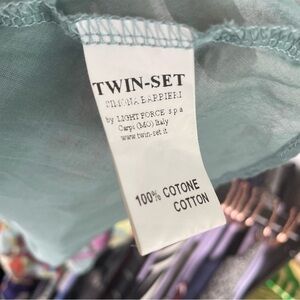 TWIN-SET
SIMONA BARBIERI
by LIGHT FORCE s.p.a
Carpi (MO) Italy
www.twin-set.it
100% COTONE
COTTON